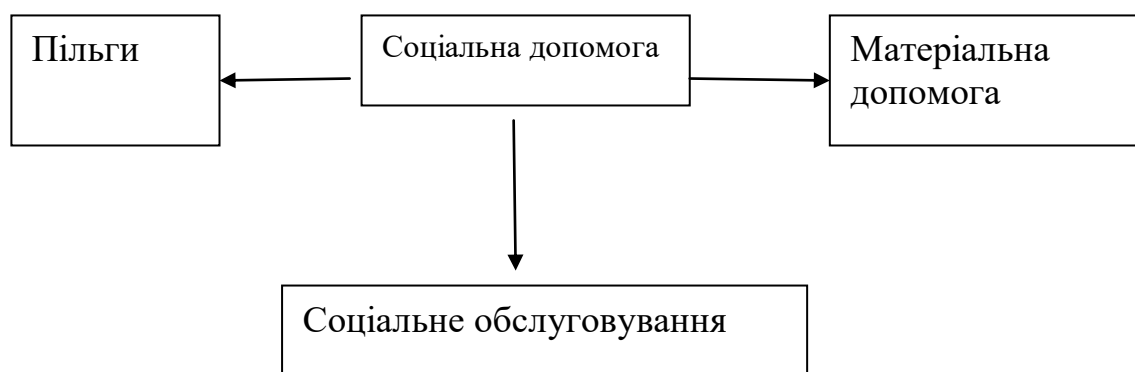 Пільги
Соціальна допомога
Матеріальна
допомога
Соціальне обслуговування